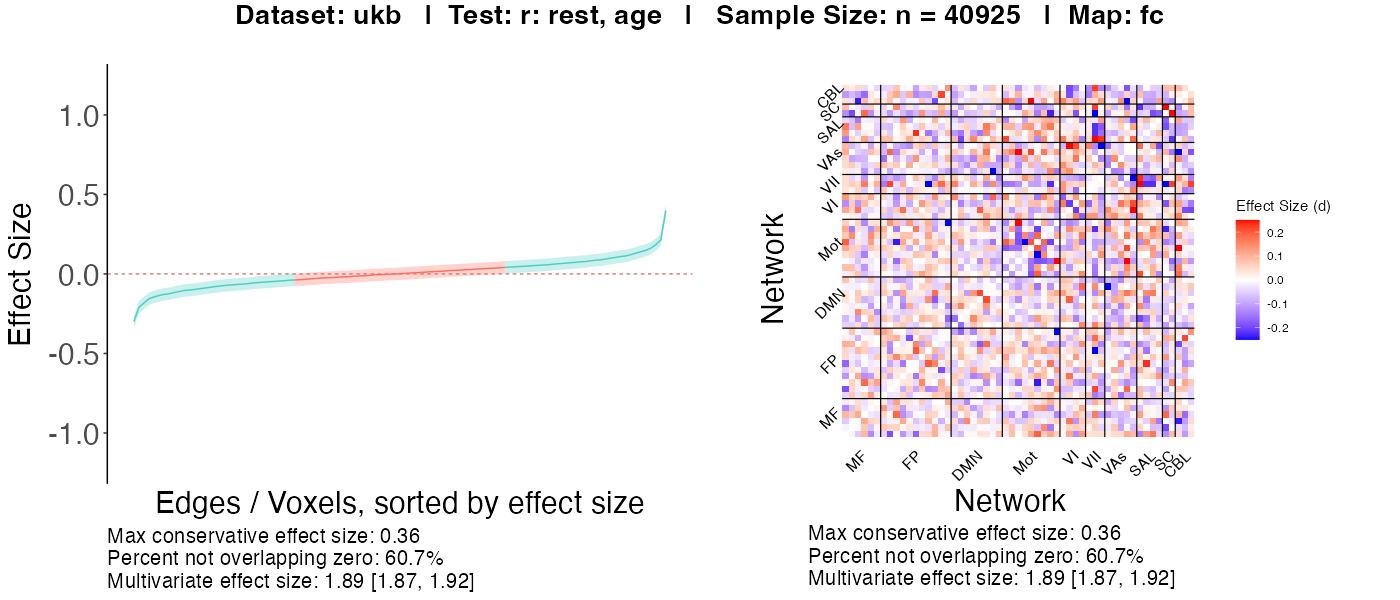 Dataset: ukb | Test: r: rest, age | Sample Size: n = 40925 | Map: fc
Effect Size
1.0
0.5
0.0
-0.5
-1.0
Edges / Voxels, sorted by effect size
Max conservative effect size: 0.36
Percent not overlapping zero: 60.7%
Multivariate effect size: 1.89 [1.87, 1.92]
Network
CBL
SC
SAL
VAs
VII
VI
Mot
DMN
FP
MF
MF
FP
DMN
Mot
VI
VII
VAs
SAL
SC
CBL
Network
Max conservative effect size: 0.36
Percent not overlapping zero: 60.7%
Multivariate effect size: 1.89 [1.87, 1.92]
Effect Size (d)
0.2
0.1
0.0
-0.1
-0.2